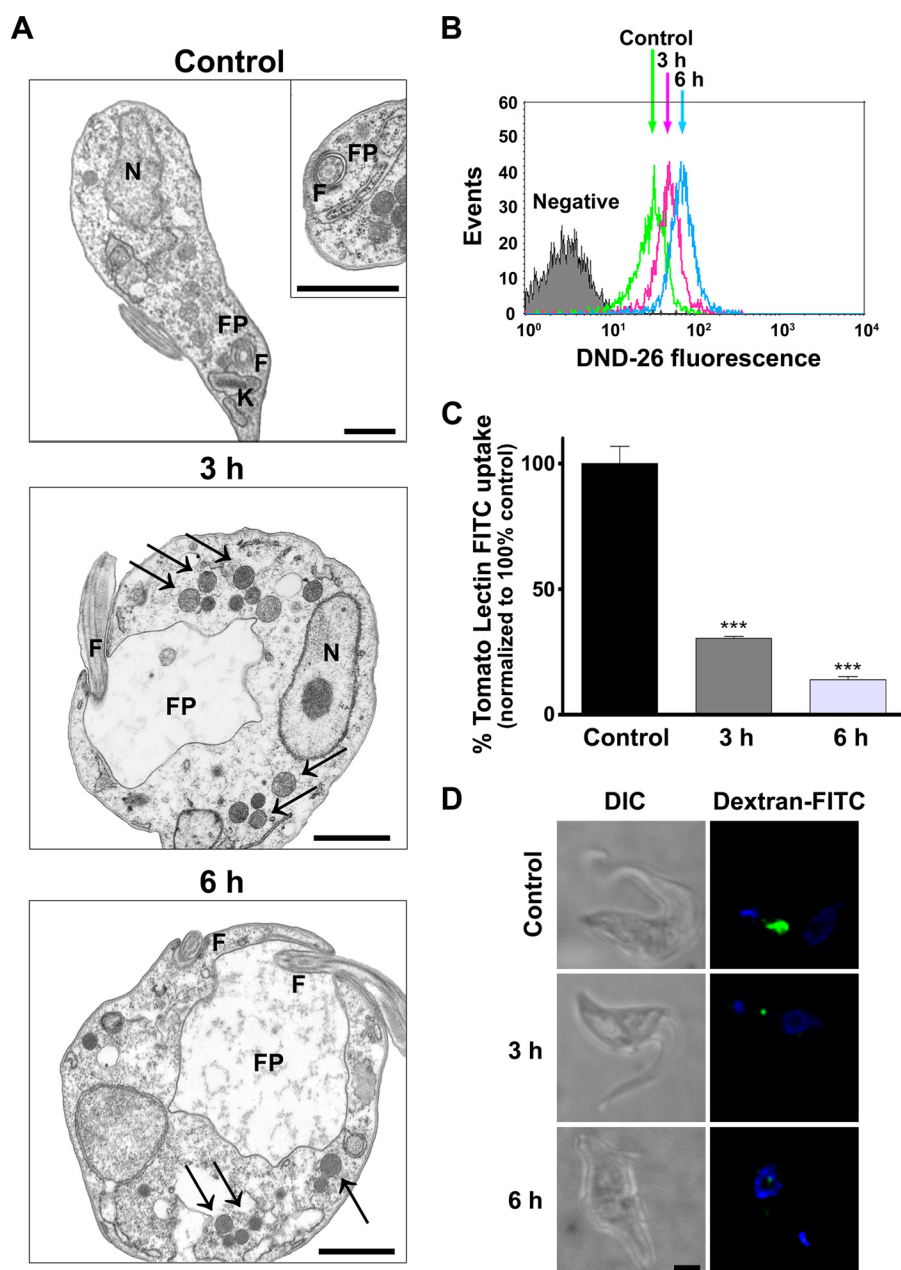 A
Control
N
FP
F
FP
F
K
3 h
F
N
FP
6 h
F
F
FP
B
Control
3 h
6 h
60
50
40
30
20
10
0
Events
Negative
10⁰ 10¹ 10² 10³ 10⁴
DND-26 fluorescence
C
% Tomato Lectin FITC uptake
(normalized to 100% control)
100
50
0
***
***
Control 3 h 6 h
D
DIC Dextran-FITC
Control
3 h
6 h